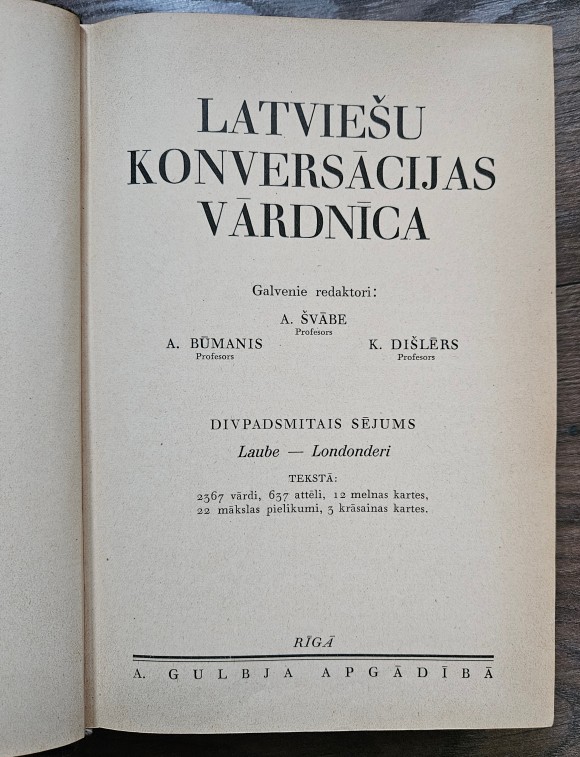 LATVIEŠU
KONVERSĀCIJAS
VĀRDNĪCA
Galvenie redaktori:
A. ŠVĀBE
Profesors
A. BŪMANIS
Profesors
K. DIŠLĒRS
Profesors
DIVPADSMITAIS SĒJUMS
Laube — Londonderi
TEKSTĀ:
2367 vārdi, 637 attēli, 12 melnas kartes,
22 mākslas pielikumi, 3 krāsainas kartes.
RĪGĀ
A. GULBJA APGĀDĪBĀ